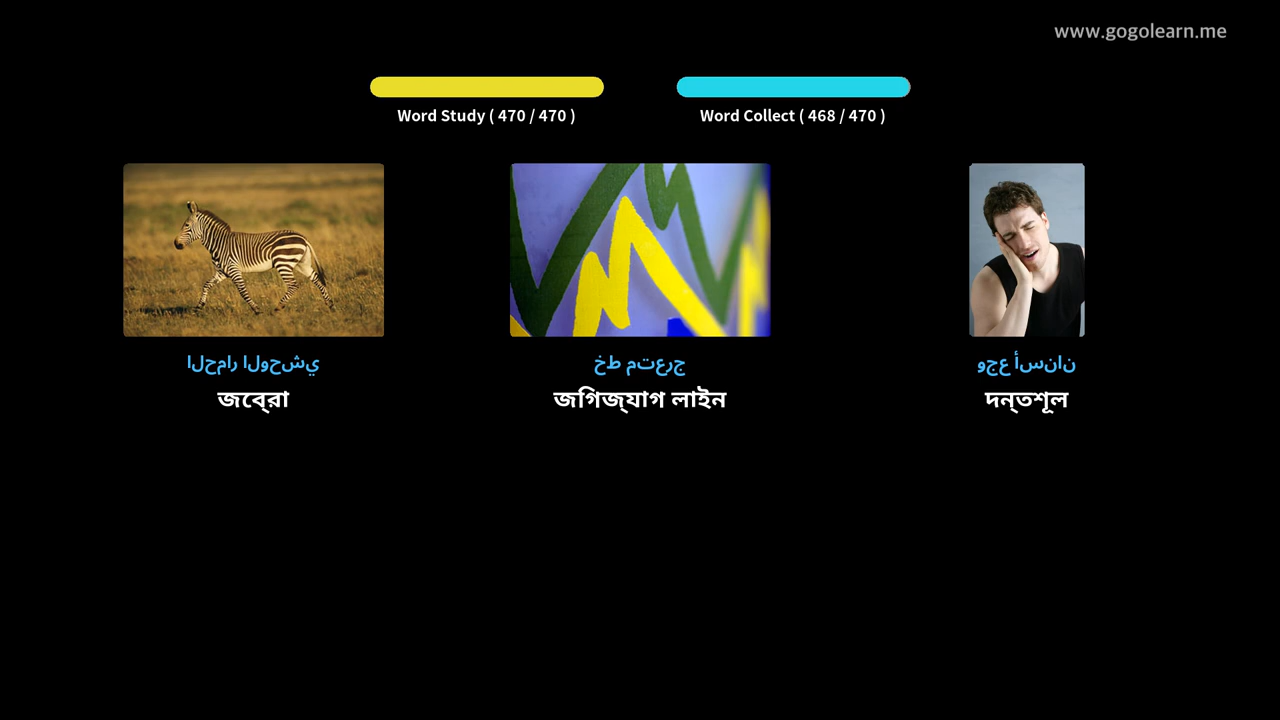 www.gogolearn.me
Word Study ( 470 / 470 )
Word Collect ( 468 / 470 )
الحمار الوحشي
জেব্রা
خط متعرج
জিগজ্যাগ লাইন
وجع أسنان
দন্তশূল